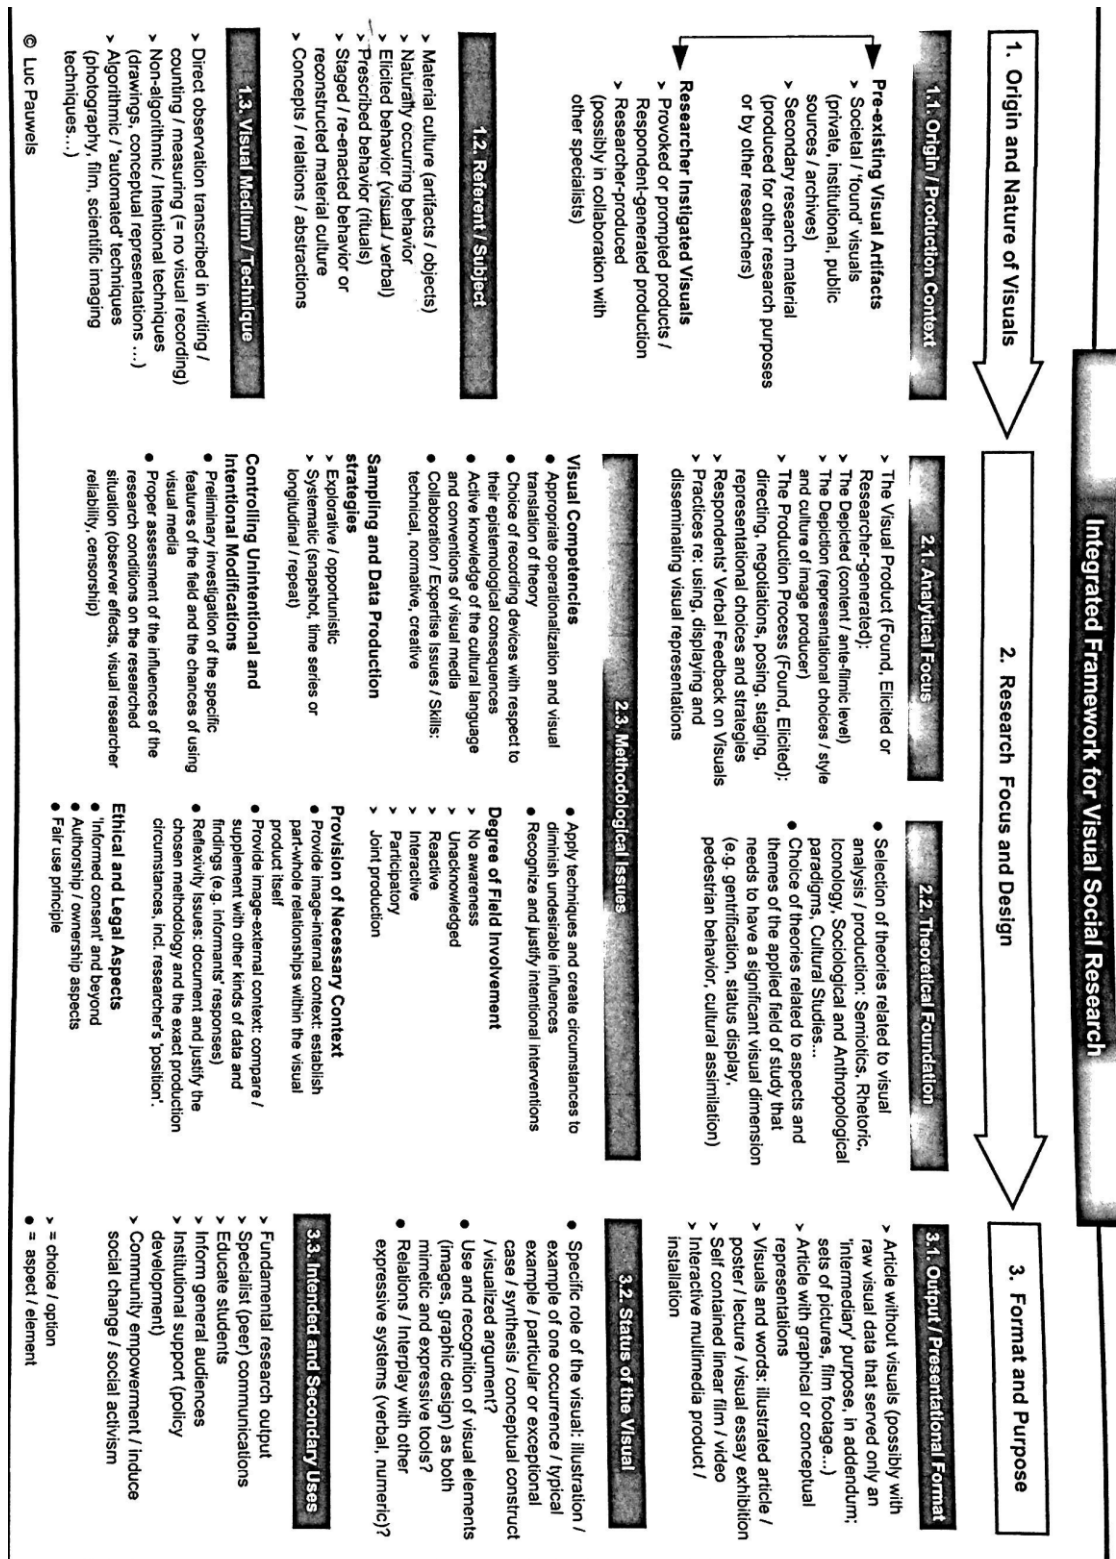 Integrated Framework for Visual Social Research
1. Origin and Nature of Visuals
2. Research Focus and Design
3. Format and Purpose
1.1. Origin / Production Context
Pre-existing Visual Artifacts
> Societal / 'found' visuals
(private, institutional, public
sources / archives)
> Secondary research material
(produced for other research purposes
or by other researchers)
Researcher Instigated Visuals
> Provoked or prompted products /
Respondent-generated production
> Researcher-produced
(possibly in collaboration with
other specialists)
1.2. Referent / Subject
> Material culture (artifacts / objects)
> Naturally occurring behavior
> Elicited behavior (visual / verbal)
> Prescribed behavior (rituals)
> Staged / re-enacted behavior or
reconstructed material culture
> Concepts / relations / abstractions
1.3. Visual Medium / Technique
> Direct observation transcribed in writing /
counting / measuring (= no visual recording)
> Non-algorithmic / Intentional techniques
(drawings, conceptual representations ...)
> Algorithmic / 'automated' techniques
(photography, film, scientific imaging
techniques...)
© Luc Pauwels
2.1. Analytical Focus
> The Visual Product (Found, Elicited or
Researcher-generated):
> The Depicted (content / ante-filmic level)
> The Depiction (representational choices / style
and culture of image producer)
> The Production Process (Found, Elicited):
directing, negotiations, posing, staging,
representational choices and strategies
> Respondents' Verbal Feedback on Visuals
> Practices re: using, displaying and
disseminating visual representations
2.2. Theoretical Foundation
● Selection of theories related to visual
analysis / production: Semiotics, Rhetoric,
Iconology, Sociological and Anthropological
paradigms, Cultural Studies...
● Choice of theories related to aspects and
themes of the applied field of study that
needs to have a significant visual dimension
(e.g. gentrification, status display,
pedestrian behavior, cultural assimilation)
2.3. Methodological Issues
Visual Competencies
● Appropriate operationalization and visual
translation of theory
● Choice of recording devices with respect to
their epistemological consequences
● Active knowledge of the cultural language
and conventions of visual media
● Collaboration / Expertise Issues / Skills:
technical, normative, creative
Sampling and Data Production
strategies
> Explorative / opportunistic
> Systematic (snapshot, time series or
longitudinal / repeat)
Controlling Unintentional and
Intentional Modifications
● Preliminary investigation of the specific
features of the field and the chances of using
visual media
● Proper assessment of the influences of the
research conditions on the researched
situation (observer effects, visual researcher
reliability, censorship)
● Apply techniques and create circumstances to
diminish undesirable influences
● Recognize and justify intentional interventions
Degree of Field Involvement
> No awareness
> Unacknowledged
> Reactive
> Interactive
> Participatory
> Joint production
Provision of Necessary Context
● Provide image-internal context: establish
part-whole relationships within the visual
product itself
● Provide image-external context: compare /
supplement with other kinds of data and
findings (e.g. informants' responses)
● Reflexivity Issues: document and justify the
chosen methodology and the exact production
circumstances, incl. researcher's 'position'.
Ethical and Legal Aspects
● 'Informed consent' and beyond
● Authorship / ownership aspects
● Fair use principle
3.1. Output / Presentational Format
> Article without visuals (possibly with
raw visual data that served only an
'intermediary' purpose, in addendum;
sets of pictures, film footage...)
> Article with graphical or conceptual
representations
> Visuals and words: illustrated article /
poster / lecture / visual essay exhibition
> Self contained linear film / video
> Interactive multimedia product /
installation
3.2. Status of the Visual
● Specific role of the visual: illustration /
example of one occurrence / typical
example / particular or exceptional
case / synthesis / conceptual construct
/ visualized argument?
● Use and recognition of visual elements
(images, graphic design) as both
mimetic and expressive tools?
● Relations / Interplay with other
expressive systems (verbal, numeric)?
3.3. Intended and Secondary Uses
> Fundamental research output
> Specialist (peer) communications
> Educate students
> Inform general audiences
> Institutional support (policy
development)
> Community empowerment / induce
social change / social activism
> = choice / option
● = aspect / element